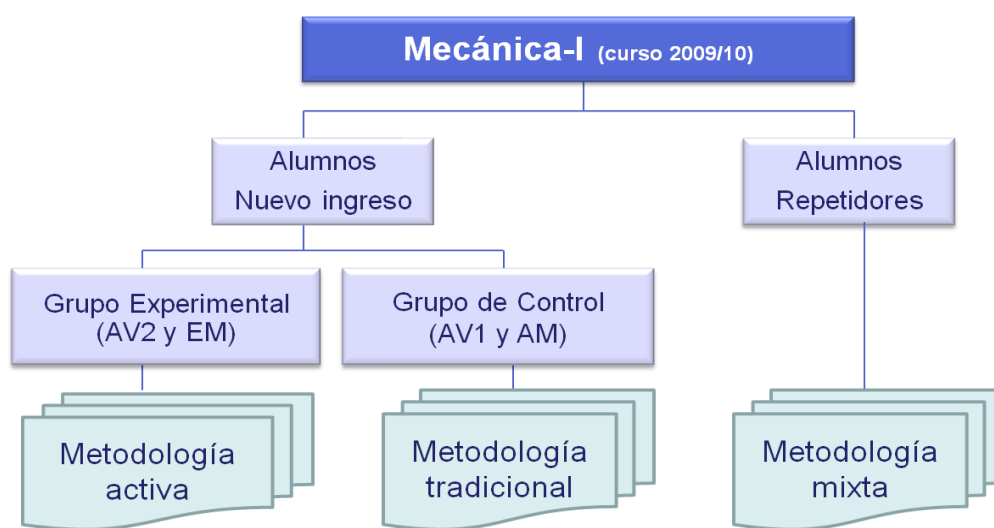 Mecánica-I (curso 2009/10)
Alumnos
Nuevo ingreso
Alumnos
Repetidores
Grupo Experimental
(AV2 y EM)
Grupo de Control
(AV1 y AM)
Metodología
activa
Metodología
tradicional
Metodología
mixta